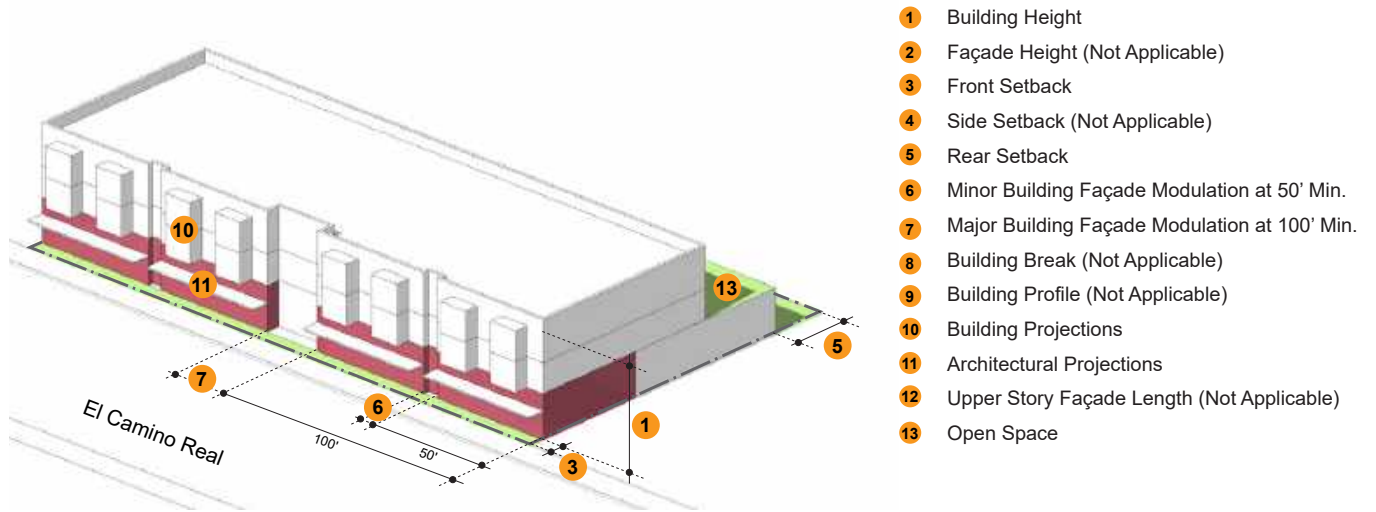 1 Building Height
2 Façade Height (Not Applicable)
3 Front Setback
4 Side Setback (Not Applicable)
5 Rear Setback
6 Minor Building Façade Modulation at 50’ Min.
7 Major Building Façade Modulation at 100’ Min.
8 Building Break (Not Applicable)
9 Building Profile (Not Applicable)
10 Building Projections
11 Architectural Projections
12 Upper Story Façade Length (Not Applicable)
13 Open Space
10
11
13
5
7
6
1
3
100'
50'
El Camino Real